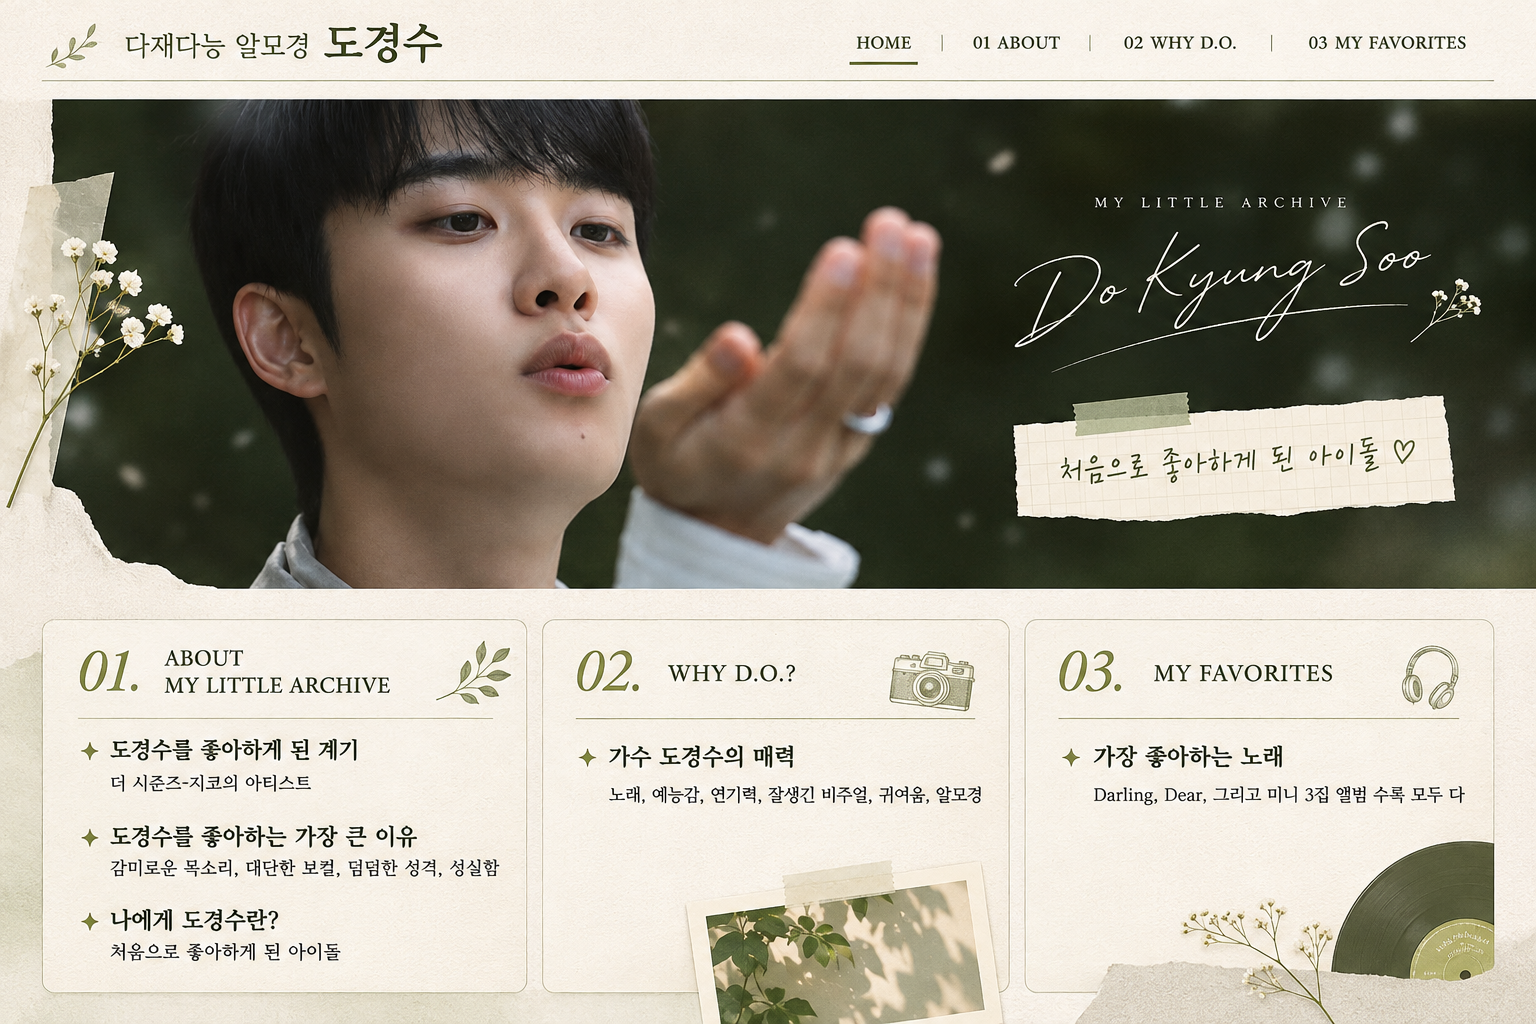 다재다능 알모경 도경수
HOME
01 ABOUT
02 WHY D.O.
03 MY FAVORITES
MY LITTLE ARCHIVE
Do Kyung Soo
처음으로 좋아하게 된 아이돌 ♡
01. ABOUT
MY LITTLE ARCHIVE
도경수를 좋아하게 된 계기
더 시즌즈-지코의 아티스트
도경수를 좋아하는 가장 큰 이유
감미로운 목소리, 대단한 보컬, 덤덤한 성격, 성실함
나에게 도경수란?
처음으로 좋아하게 된 아이돌
02. WHY D.O.?
가수 도경수의 매력
노래, 예능감, 연기력, 잘생긴 비주얼, 귀여움, 알모경
03. MY FAVORITES
가장 좋아하는 노래
Darling, Dear, 그리고 미니 3집 앨범 수록 모두 다